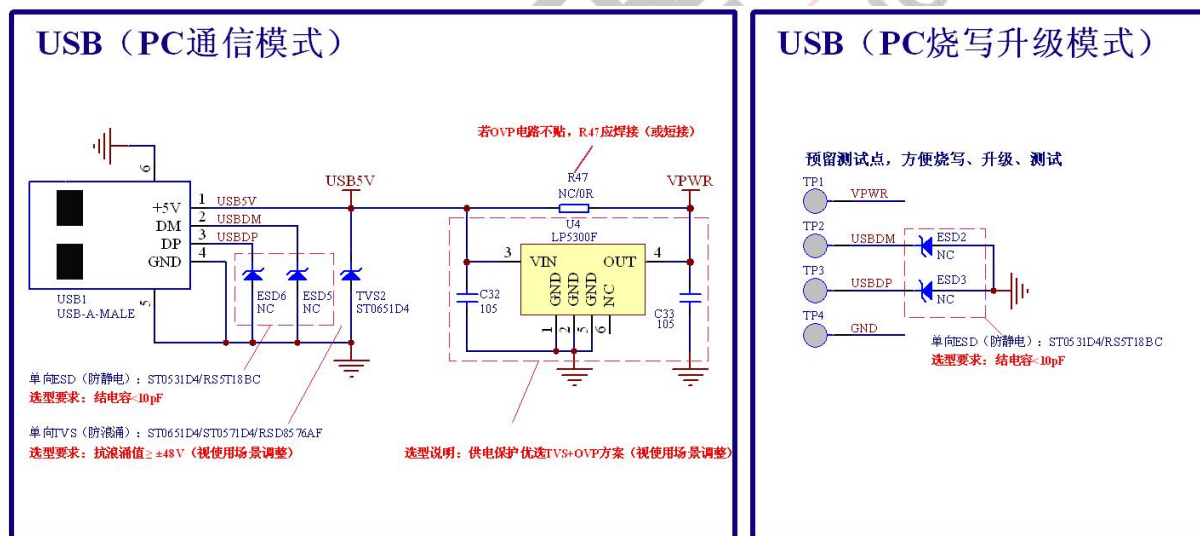 USB（PC通信模式）
若OVP电路不贴，R47应焊接（或短接）
R47
NC/0R
USB5V
VPWR
U4
LP5300F
6
+5V
1
USB5V
DM
2
USBDM
DP
3
USBDP
GND
4
5
USB1
USB-A-MALE
ESD6
NC
ESD5
NC
TVS2
ST0651D4
C32
105
3
VIN
OUT
4
GND
GND
GND
NC
1
2
5
6
C33
105
单向ESD（防静电）：ST0531D4/RS5T18BC
选型要求：结电容<10pF
单向TVS（防浪涌）：ST0651D4/ST0571D4/RSD8576AF
选型要求：抗浪涌值≥±48V（视使用场景调整）
选型说明：供电保护优选TVS+OVP方案（视使用场景调整）
USB（PC烧写升级模式）
预留测试点，方便烧写、升级、测试
TP1
VPWR
TP2
USBDM
ESD2
NC
TP3
USBDP
ESD3
NC
TP4
GND
单向ESD（防静电）：ST0531D4/RS5T18BC
选型要求：结电容<10pF